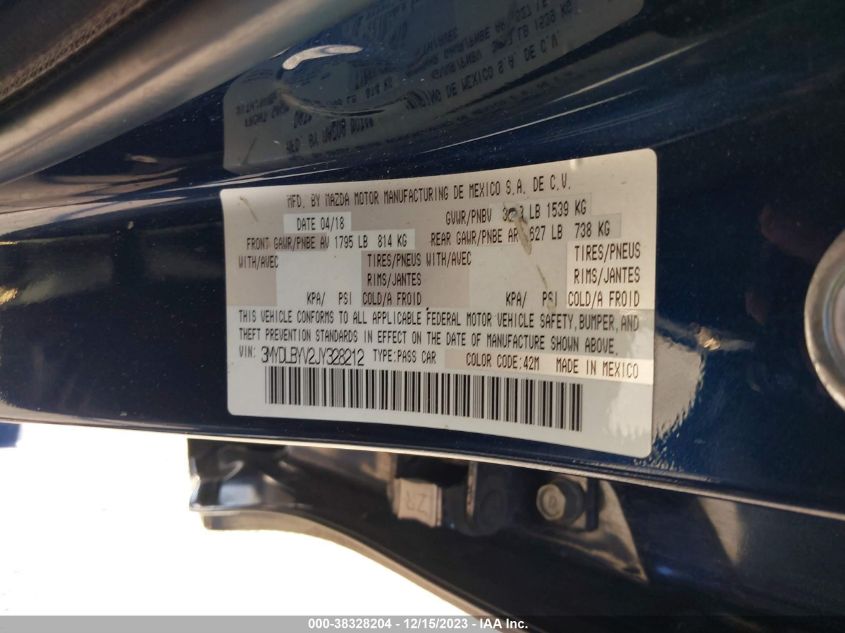 MFD. BY MAZDA MOTOR MANUFACTURING DE MEXICO S.A. DE C.V.
DATE 04/18 GVWR/PNBV LB 1539 KG
FRONT GAWR/PNBE AV 1795 LB 814 KG REAR GAWR/PNBE AR 627 LB 738 KG
WITH/AVEC TIRES/PNEUS WITH/AVEC TIRES/PNEUS
RIMS/JANTES RIMS/JANTES
KPA/ PSI COLD/A FROID KPA/ PSI COLD/A FROID
THIS VEHICLE CONFORMS TO ALL APPLICABLE FEDERAL MOTOR VEHICLE SAFETY, BUMPER, AND
THEFT PREVENTION STANDARDS IN EFFECT ON THE DATE OF MANUFACTURE SHOWN ABOVE.
VIN: 3MYDLBYV2JY328212 TYPE:PASS CAR COLOR CODE:42M MADE IN MEXICO
ZR
000-38328204 - 12/15/2023 - IAA Inc.